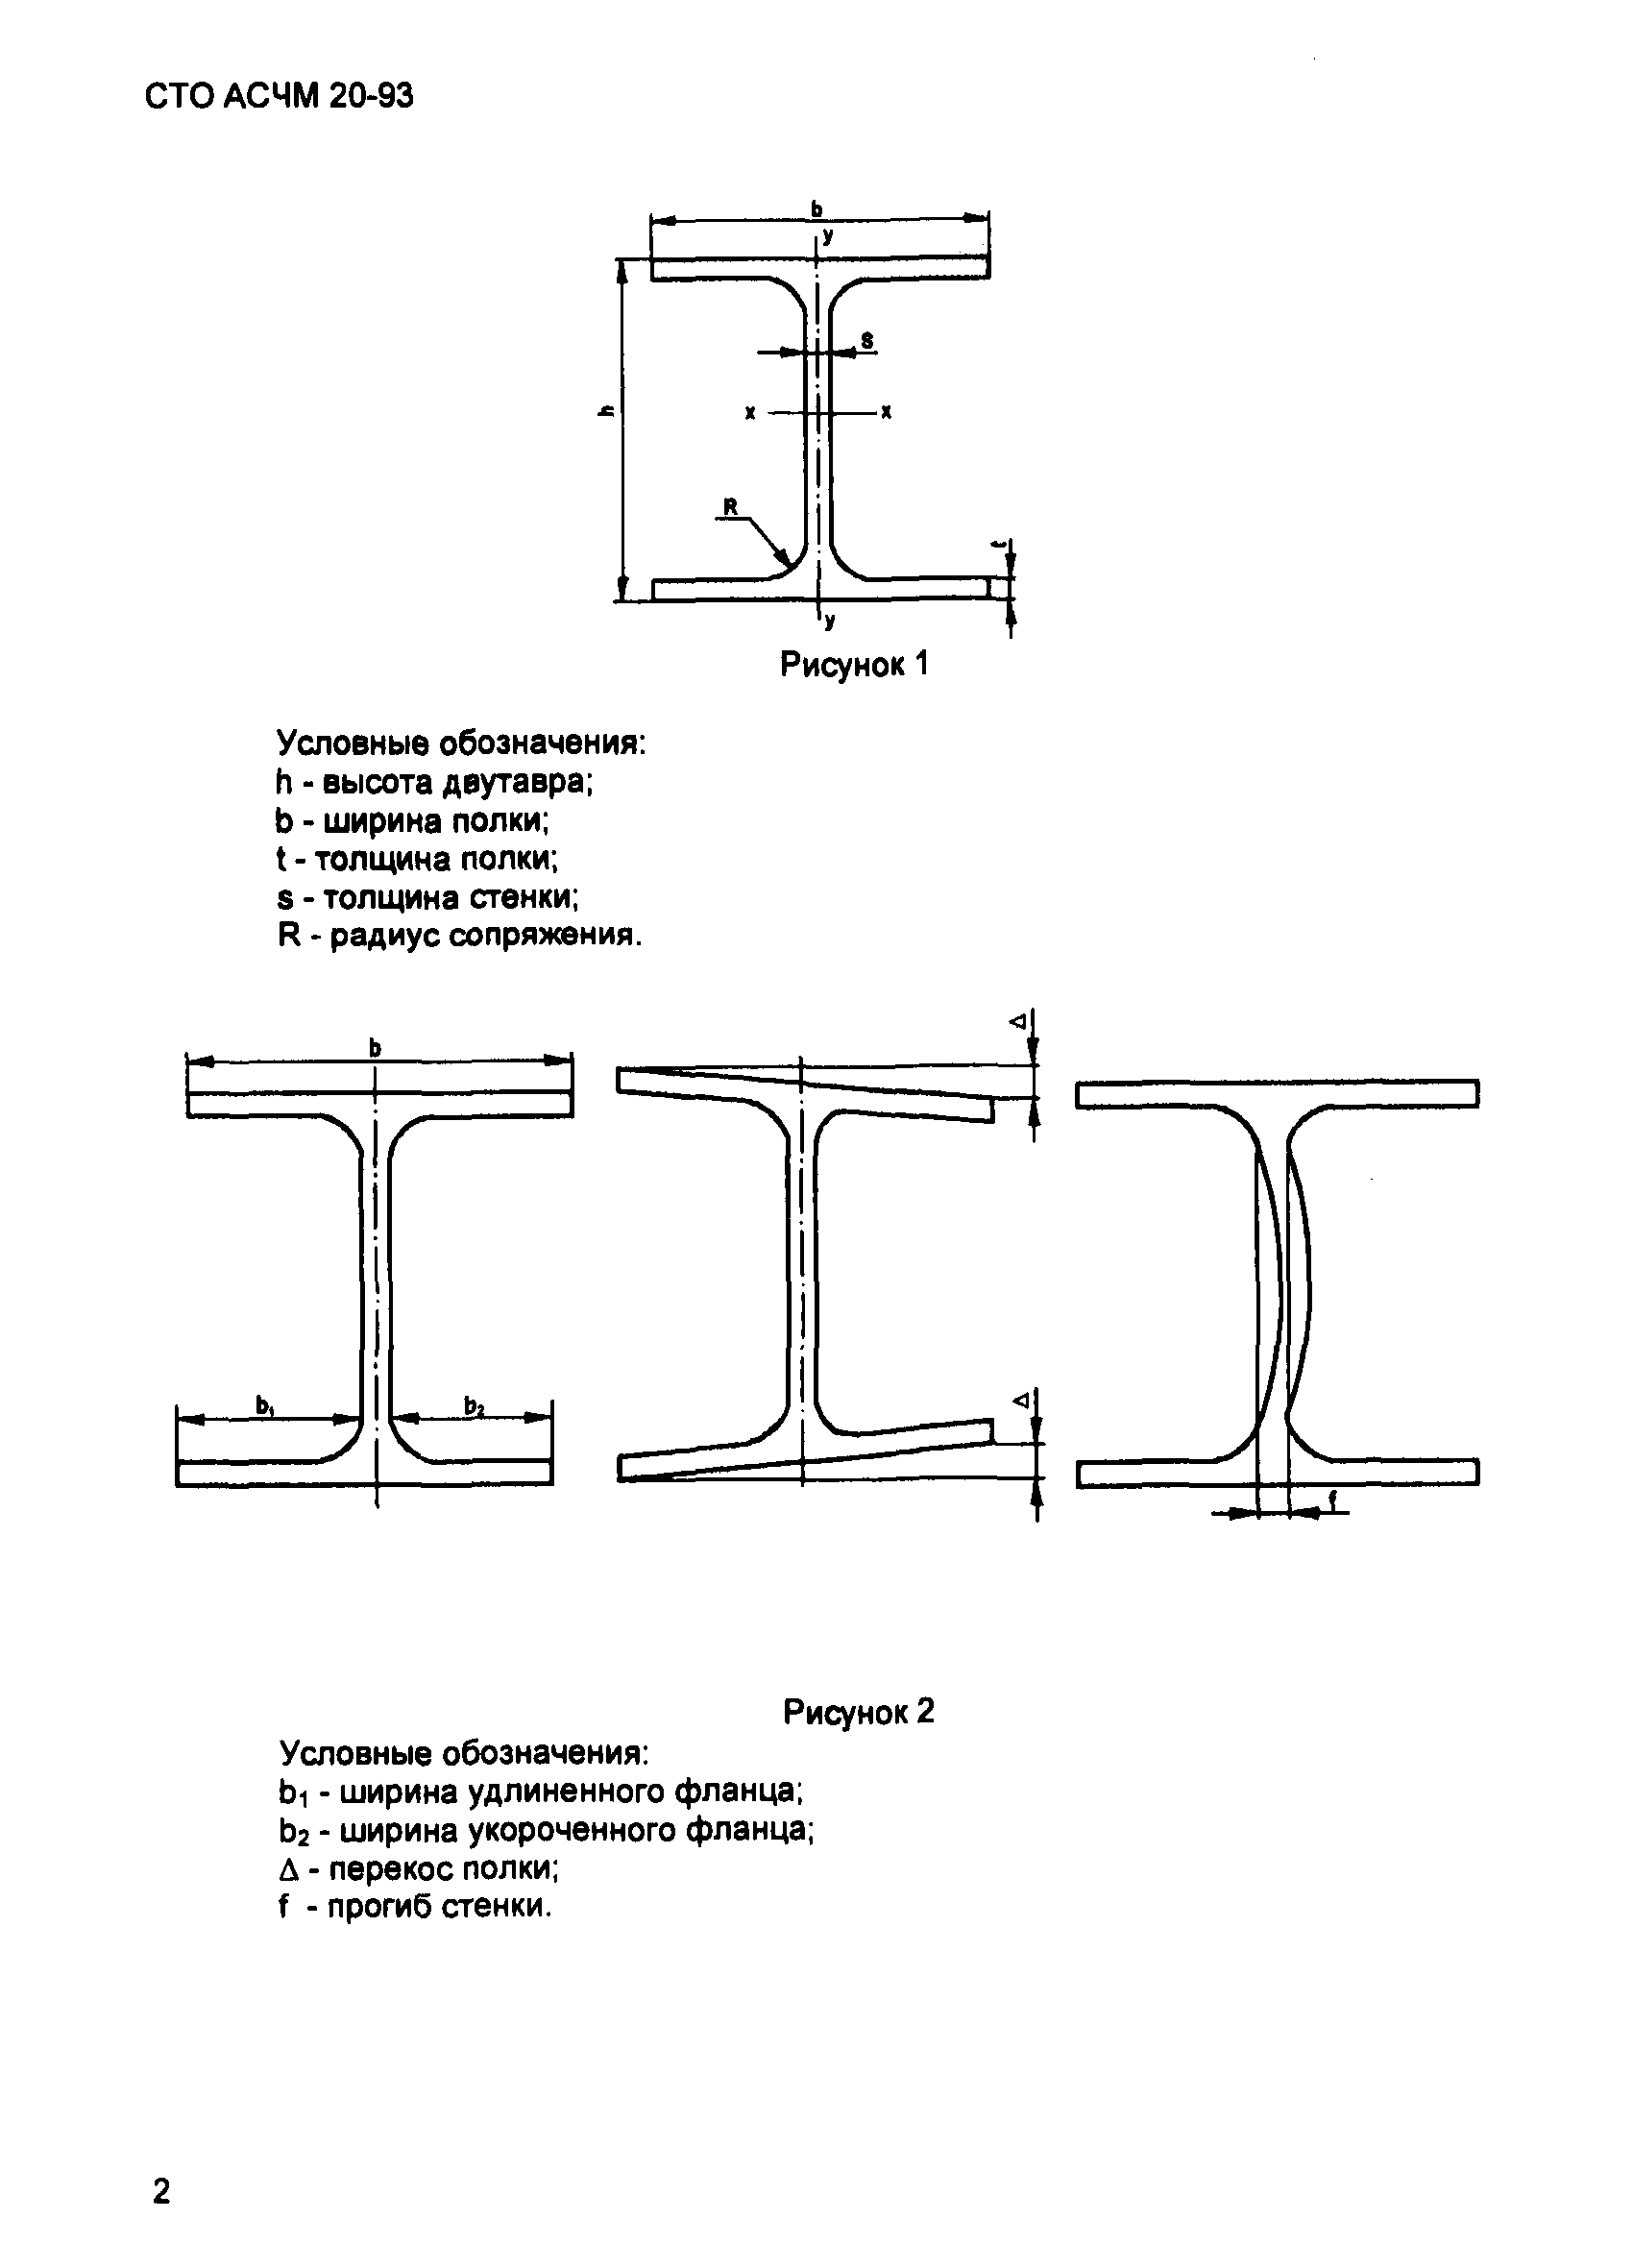 СТО АСЧМ 20-93
b
y
s
h
x x
R
t
y
Рисунок 1
Условные обозначения:
h - высота двутавра;
b - ширина полки;
t - толщина полки;
s - толщина стенки;
R - радиус сопряжения.
Δ
b
b₁ b₂ Δ
f
Рисунок 2
Условные обозначения:
b₁ - ширина удлиненного фланца;
b₂ - ширина укороченного фланца;
Δ - перекос полки;
f - прогиб стенки.
2